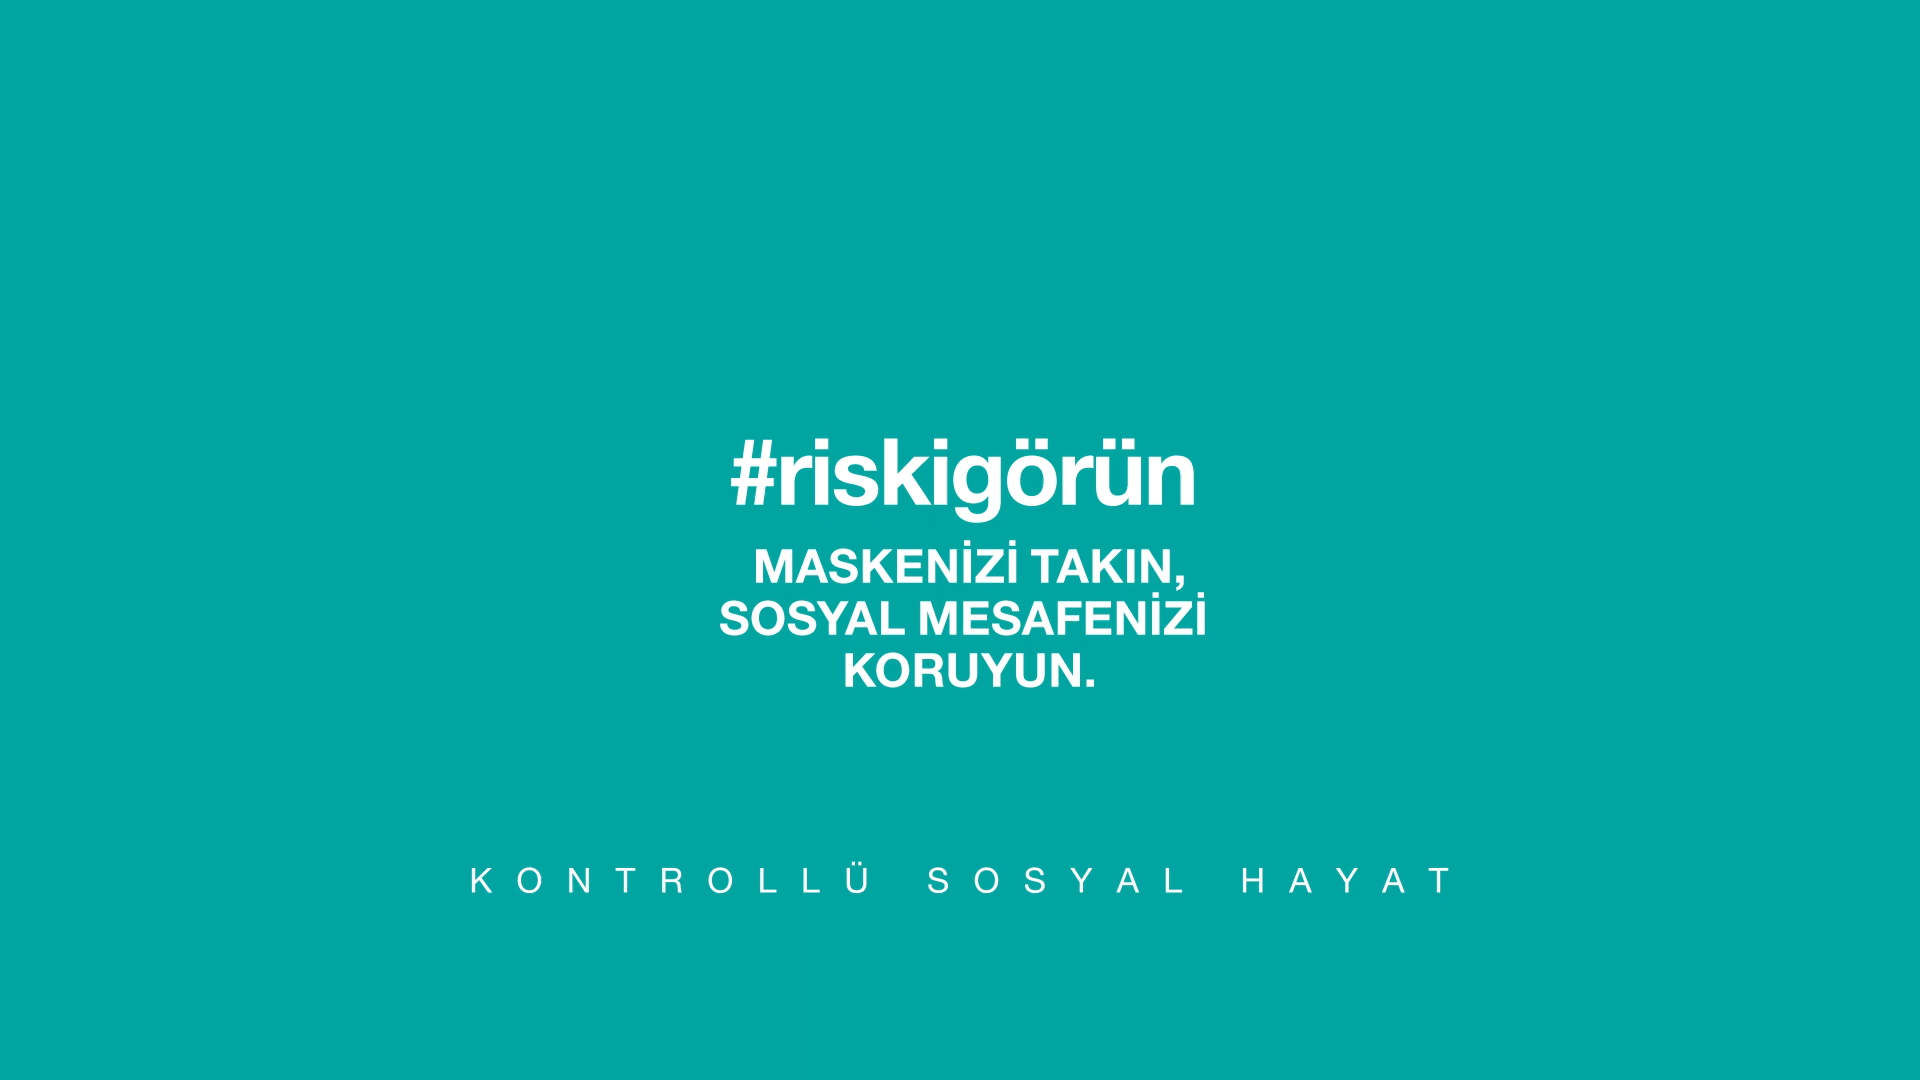 #riskigörün
MASKENİZİ TAKIN,
SOSYAL MESAFENİZİ
KORUYUN.
KONTROLLÜ SOSYAL HAYAT